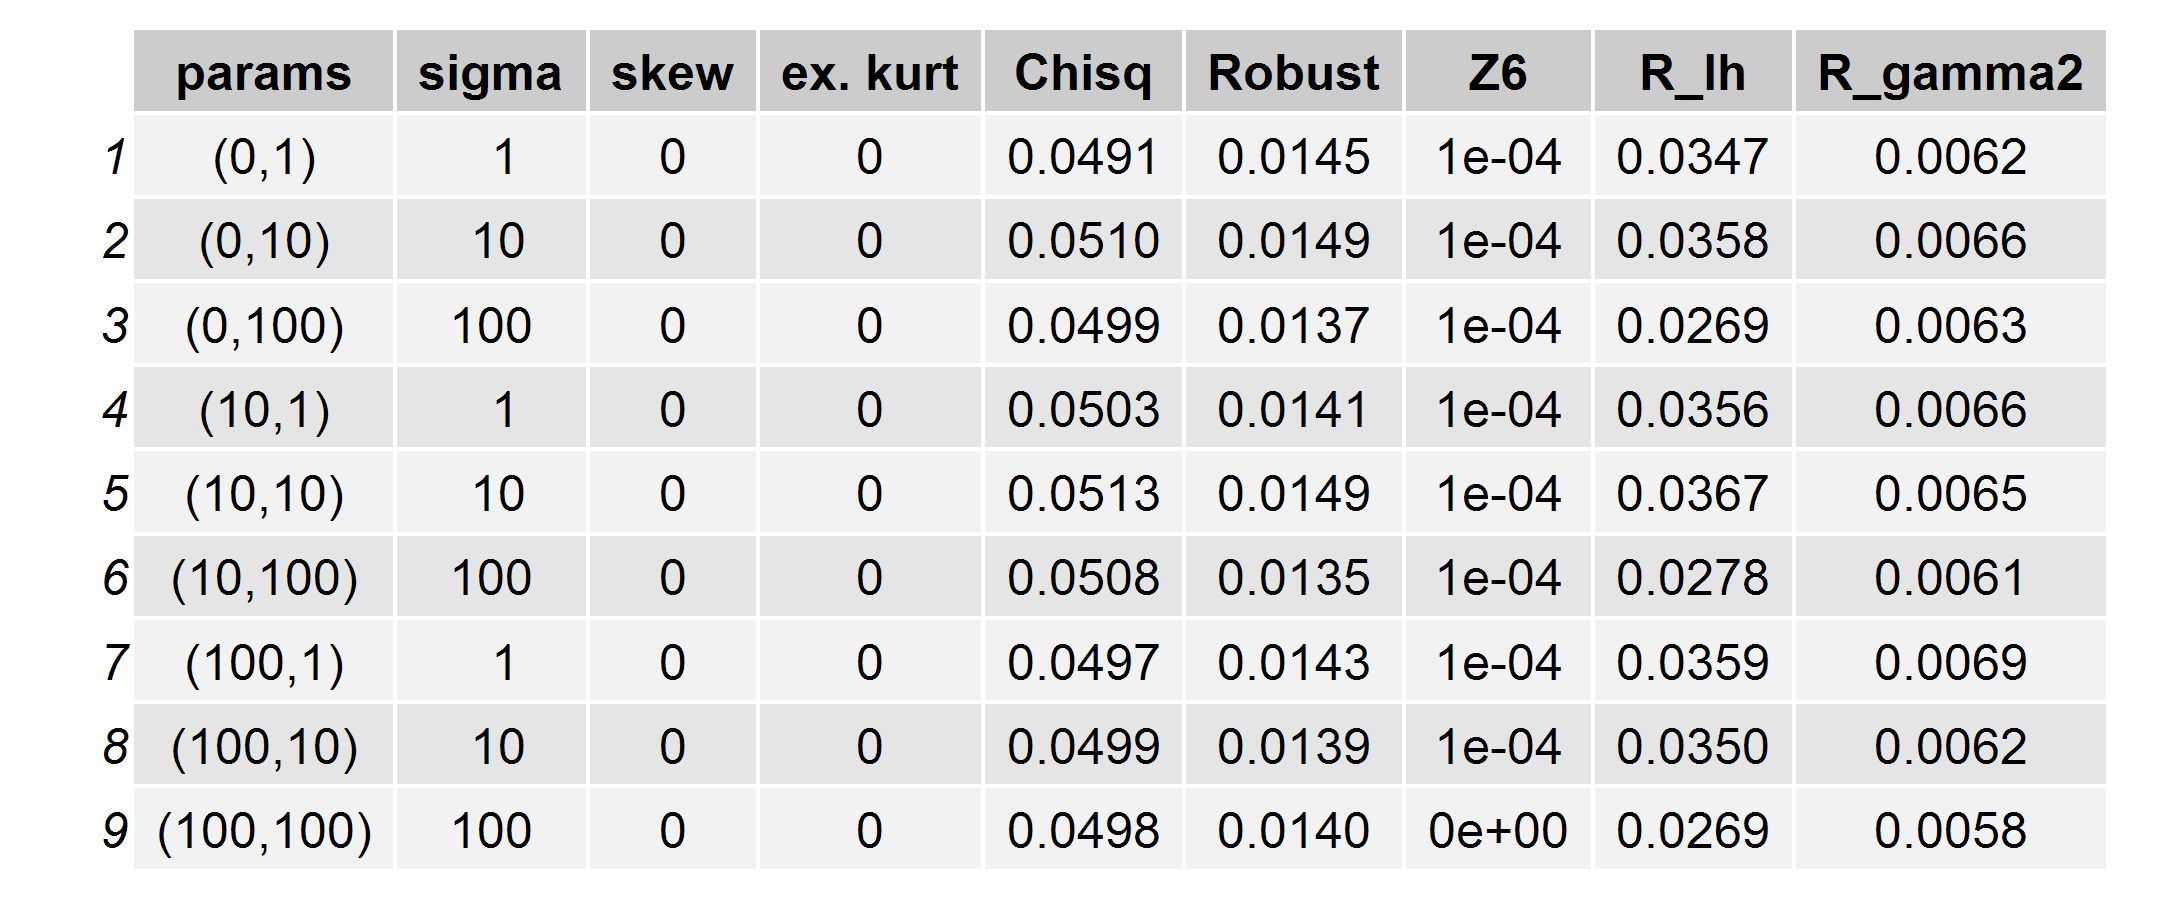 params sigma skew ex. kurt Chisq Robust Z6 R_lh R_gamma2
1 (0,1) 1 0 0 0.0491 0.0145 1e-04 0.0347 0.0062
2 (0,10) 10 0 0 0.0510 0.0149 1e-04 0.0358 0.0066
3 (0,100) 100 0 0 0.0499 0.0137 1e-04 0.0269 0.0063
4 (10,1) 1 0 0 0.0503 0.0141 1e-04 0.0356 0.0066
5 (10,10) 10 0 0 0.0513 0.0149 1e-04 0.0367 0.0065
6 (10,100) 100 0 0 0.0508 0.0135 1e-04 0.0278 0.0061
7 (100,1) 1 0 0 0.0497 0.0143 1e-04 0.0359 0.0069
8 (100,10) 10 0 0 0.0499 0.0139 1e-04 0.0350 0.0062
9 (100,100) 100 0 0 0.0498 0.0140 0e+00 0.0269 0.0058